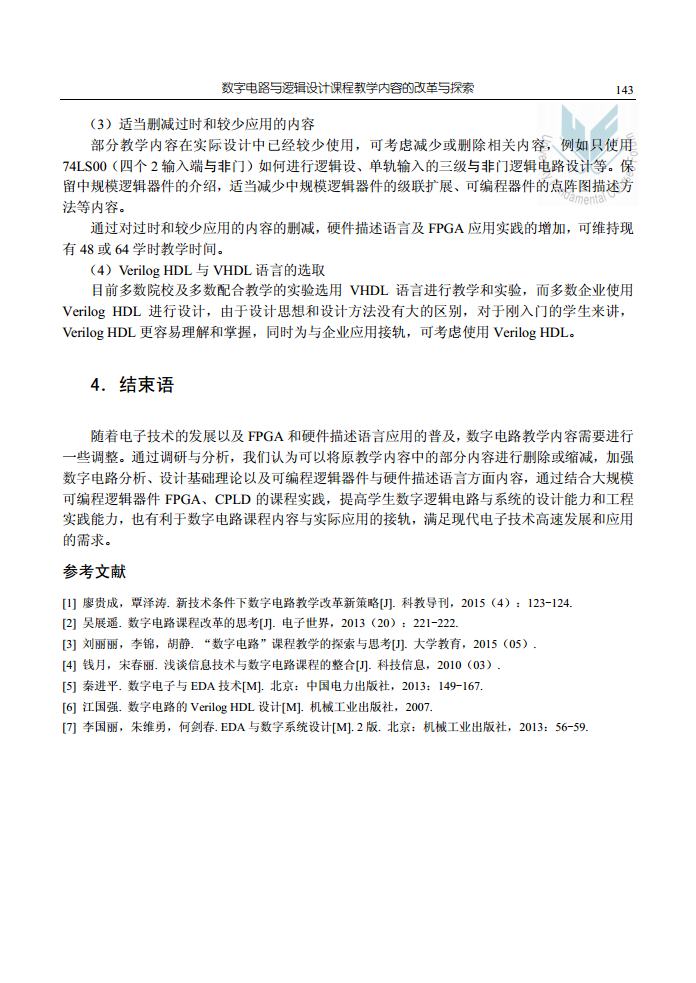 数字电路与逻辑设计课程教学内容的改革与探索 143
（3）适当删减过时和较少应用的内容
部分教学内容在实际设计中已经较少使用，可考虑减少或删除相关内容，例如只使用
74LS00（四个 2 输入端与非门）如何进行逻辑设、单轨输入的三级与非门逻辑电路设计等。保
留中规模逻辑器件的介绍，适当减少中规模逻辑器件的级联扩展、可编程器件的点阵图描述方
法等内容。
通过对过时和较少应用的内容的删减，硬件描述语言及 FPGA 应用实践的增加，可维持现
有 48 或 64 学时教学时间。
（4）Verilog HDL 与 VHDL 语言的选取
目前多数院校及多数配合教学的实验选用 VHDL 语言进行教学和实验，而多数企业使用
Verilog HDL 进行设计，由于设计思想和设计方法没有大的区别，对于刚入门的学生来讲，
Verilog HDL 更容易理解和掌握，同时为与企业应用接轨，可考虑使用 Verilog HDL。
4．结束语
随着电子技术的发展以及 FPGA 和硬件描述语言应用的普及，数字电路教学内容需要进行
一些调整。通过调研与分析，我们认为可以将原教学内容中的部分内容进行删除或缩减，加强
数字电路分析、设计基础理论以及可编程逻辑器件与硬件描述语言方面内容，通过结合大规模
可编程逻辑器件 FPGA、CPLD 的课程实践，提高学生数字逻辑电路与系统的设计能力和工程
实践能力，也有利于数字电路课程内容与实际应用的接轨，满足现代电子技术高速发展和应用
的需求。
参考文献
[1] 廖贵成，覃泽涛. 新技术条件下数字电路教学改革新策略[J]. 科教导刊，2015（4）：123-124.
[2] 吴展遥. 数字电路课程改革的思考[J]. 电子世界，2013（20）：221-222.
[3] 刘丽丽，李锦，胡静. “数字电路”课程教学的探索与思考[J]. 大学教育，2015（05）.
[4] 钱月，宋春丽. 浅谈信息技术与数字电路课程的整合[J]. 科技信息，2010（03）.
[5] 秦进平. 数字电子与 EDA 技术[M]. 北京：中国电力出版社，2013：149-167.
[6] 江国强. 数字电路的 Verilog HDL 设计[M]. 机械工业出版社，2007.
[7] 李国丽，朱维勇，何剑春. EDA 与数字系统设计[M]. 2 版. 北京：机械工业出版社，2013：56-59.